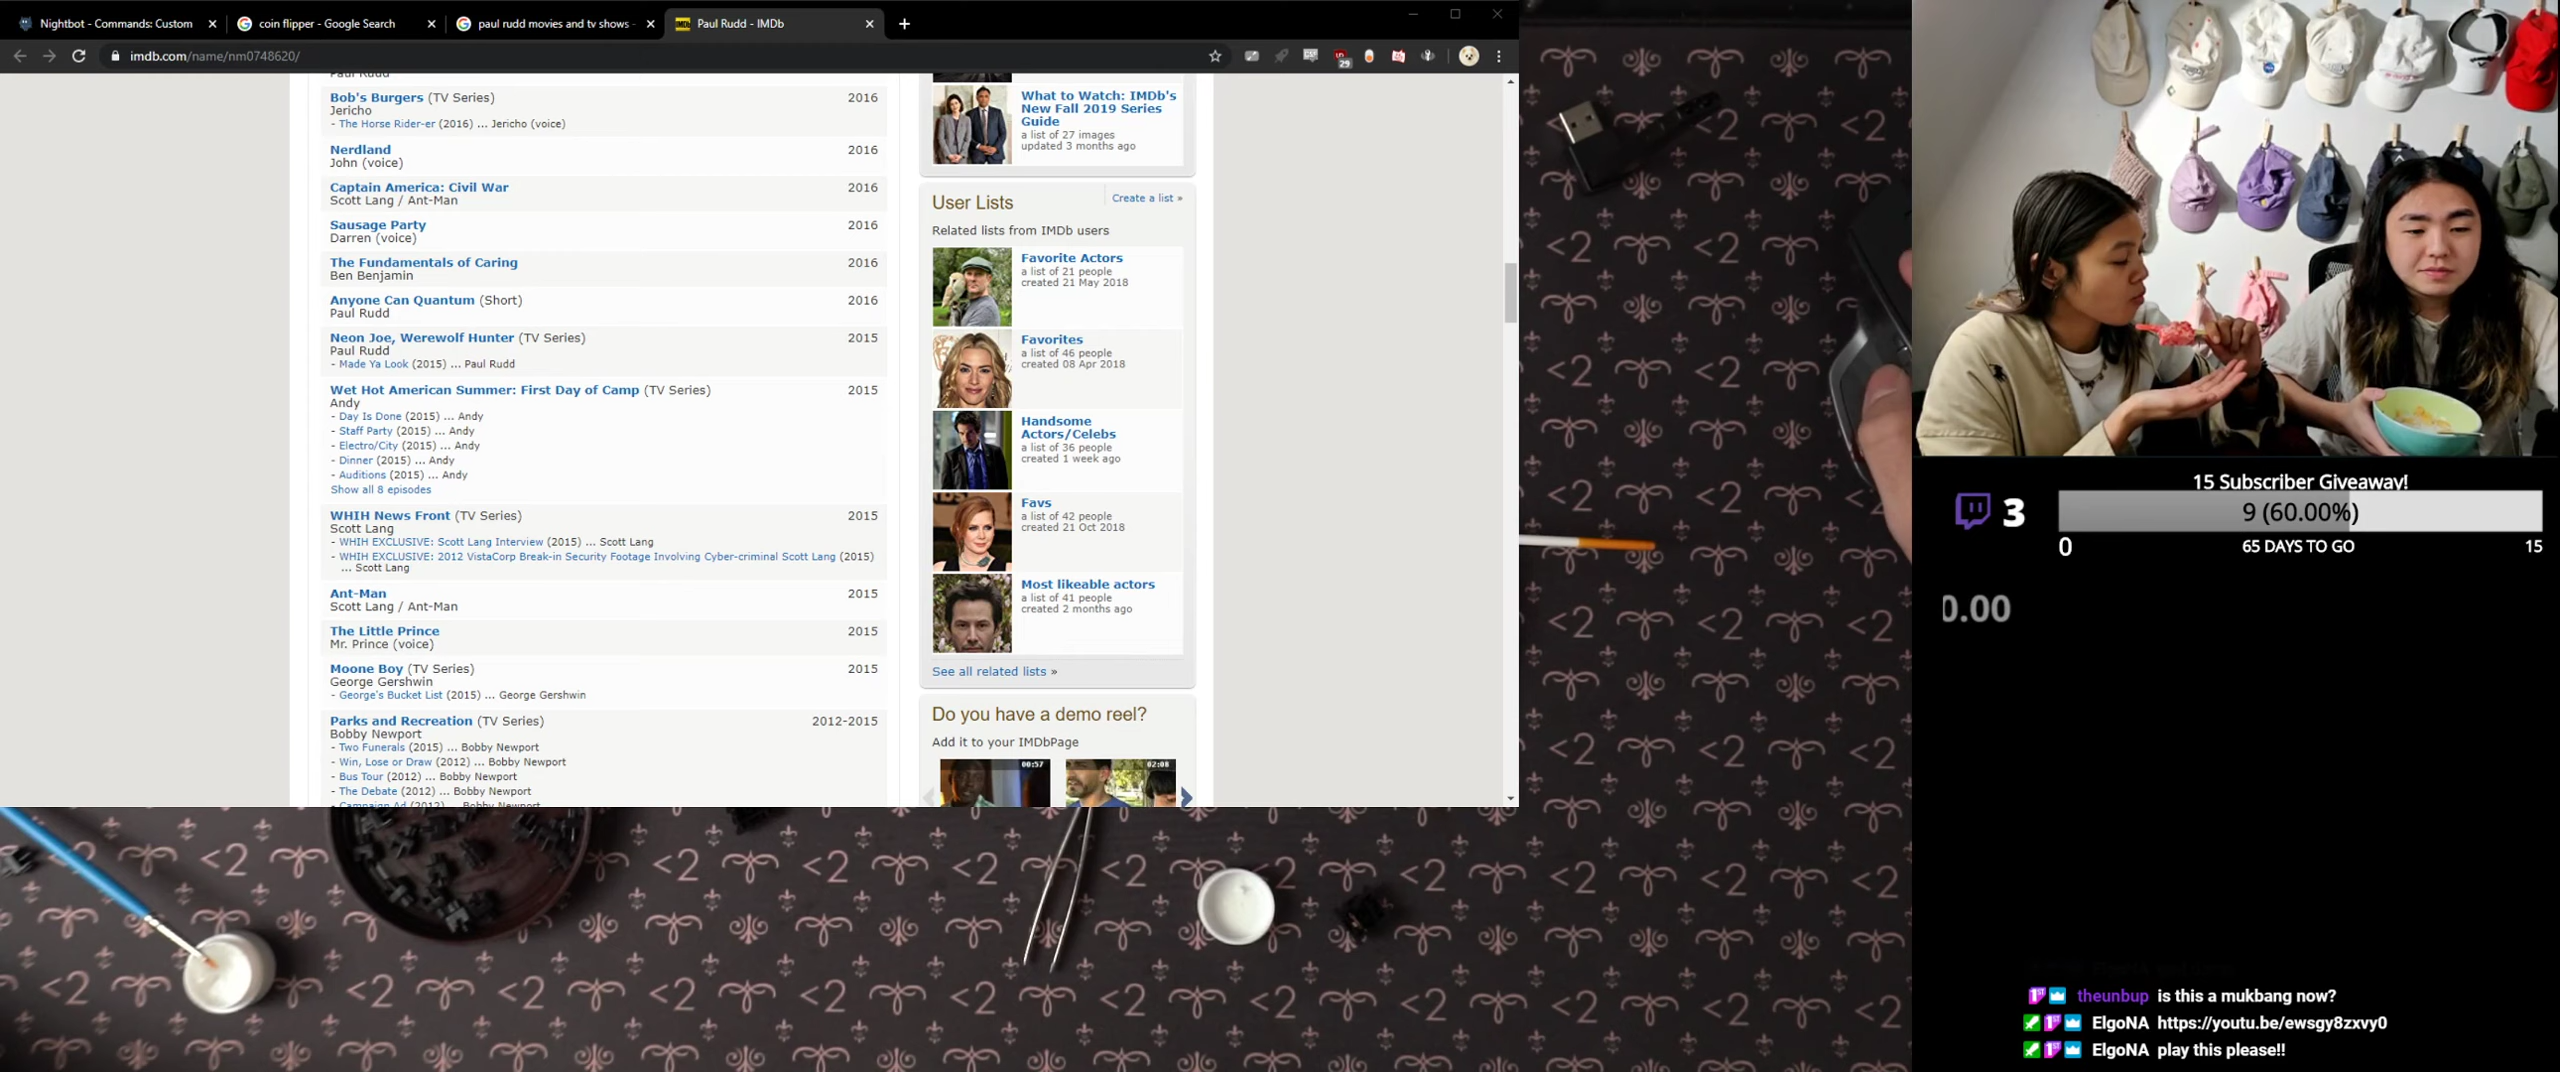 Nightbot - Commands: Custom
coin flipper - Google Search
paul rudd movies and tv shows -
Paul Rudd - IMDb
imdb.com/name/nm0748620/
29
Paul Rudd
Bob's Burgers (TV Series) 2016
Jericho
- The Horse Rider-er (2016) ... Jericho (voice)
Nerdland 2016
John (voice)
Captain America: Civil War 2016
Scott Lang / Ant-Man
Sausage Party 2016
Darren (voice)
The Fundamentals of Caring 2016
Ben Benjamin
Anyone Can Quantum (Short) 2016
Paul Rudd
Neon Joe, Werewolf Hunter (TV Series) 2015
Paul Rudd
- Made Ya Look (2015) ... Paul Rudd
Wet Hot American Summer: First Day of Camp (TV Series) 2015
Andy
- Day Is Done (2015) ... Andy
- Staff Party (2015) ... Andy
- Electro/City (2015) ... Andy
- Dinner (2015) ... Andy
- Auditions (2015) ... Andy
Show all 8 episodes
WHIH News Front (TV Series) 2015
Scott Lang
- WHIH EXCLUSIVE: Scott Lang Interview (2015) ... Scott Lang
- WHIH EXCLUSIVE: 2012 VistaCorp Break-in Security Footage Involving Cyber-criminal Scott Lang (2015)
... Scott Lang
Ant-Man 2015
Scott Lang / Ant-Man
The Little Prince 2015
Mr. Prince (voice)
Moone Boy (TV Series) 2015
George Gershwin
- George's Bucket List (2015) ... George Gershwin
Parks and Recreation (TV Series) 2012-2015
Bobby Newport
- Two Funerals (2015) ... Bobby Newport
- Win, Lose or Draw (2012) ... Bobby Newport
- Bus Tour (2012) ... Bobby Newport
- The Debate (2012) ... Bobby Newport
- Campaign Ad (2012) ... Bobby Newport
What to Watch: IMDb's
New Fall 2019 Series
Guide
a list of 27 images
updated 3 months ago
User Lists
Create a list »
Related lists from IMDb users
Favorite Actors
a list of 21 people
created 21 May 2018
Favorites
a list of 46 people
created 08 Apr 2018
Handsome
Actors/Celebs
a list of 36 people
created 1 week ago
Favs
a list of 42 people
created 21 Oct 2018
Most likeable actors
a list of 41 people
created 2 months ago
See all related lists »
Do you have a demo reel?
Add it to your IMDbPage
00:57
02:08
15 Subscriber Giveaway!
3
9 (60.00%)
0 65 DAYS TO GO 15
0.00
theunbup is this a mukbang now?
ElgoNA https://youtu.be/ewsgy8zxvy0
ElgoNA play this please!!